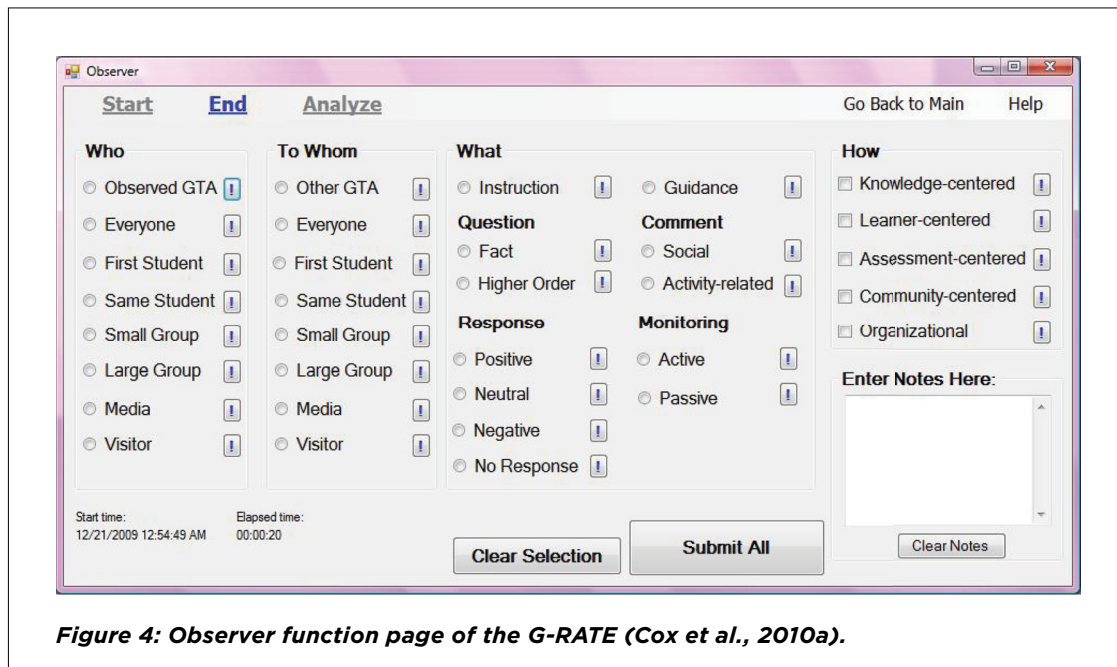 Observer
Start End Analyze Go Back to Main Help
Who
Observed GTA !
Everyone !
First Student !
Same Student !
Small Group !
Large Group !
Media !
Visitor !
To Whom
Other GTA !
Everyone !
First Student !
Same Student !
Small Group !
Large Group !
Media !
Visitor !
What
Instruction !
Question
Fact !
Higher Order !
Response
Positive !
Neutral !
Negative !
No Response !
Guidance !
Comment
Social !
Activity-related !
Monitoring
Active !
Passive !
How
Knowledge-centered !
Learner-centered !
Assessment-centered !
Community-centered !
Organizational !
Enter Notes Here:
Clear Notes
Start time:
12/21/2009 12:54:49 AM
Elapsed time:
00:00:20
Clear Selection
Submit All
Figure 4: Observer function page of the G-RATE (Cox et al., 2010a).